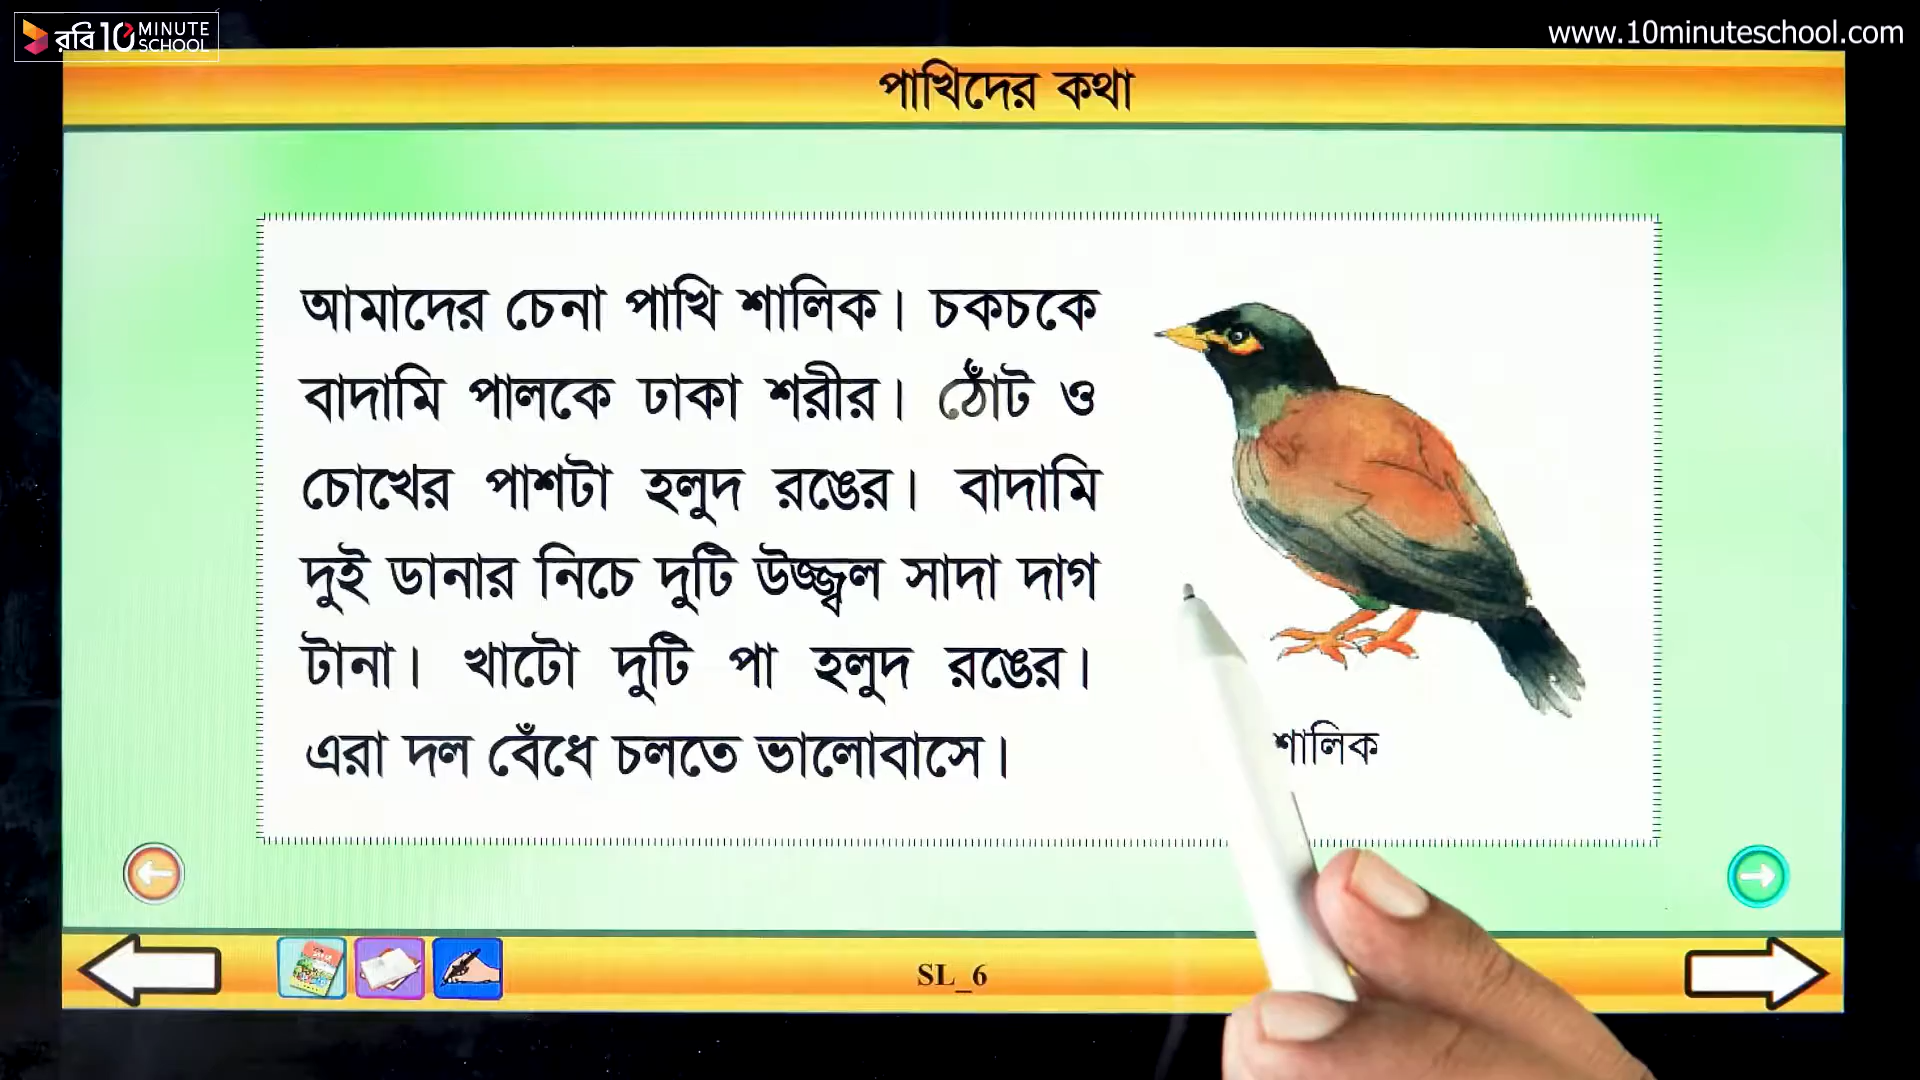 রবি 10 MINUTE SCHOOL
www.10minuteschool.com
পাখিদের কথা
আমাদের চেনা পাখি শালিক। চকচকে
বাদামি পালকে ঢাকা শরীর। ঠোঁট ও
চোখের পাশটা হলুদ রঙের। বাদামি
দুই ডানার নিচে দুটি উজ্জ্বল সাদা দাগ
টানা। খাটো দুটি পা হলুদ রঙের।
এরা দল বেঁধে চলতে ভালোবাসে।
শালিক
SL_6